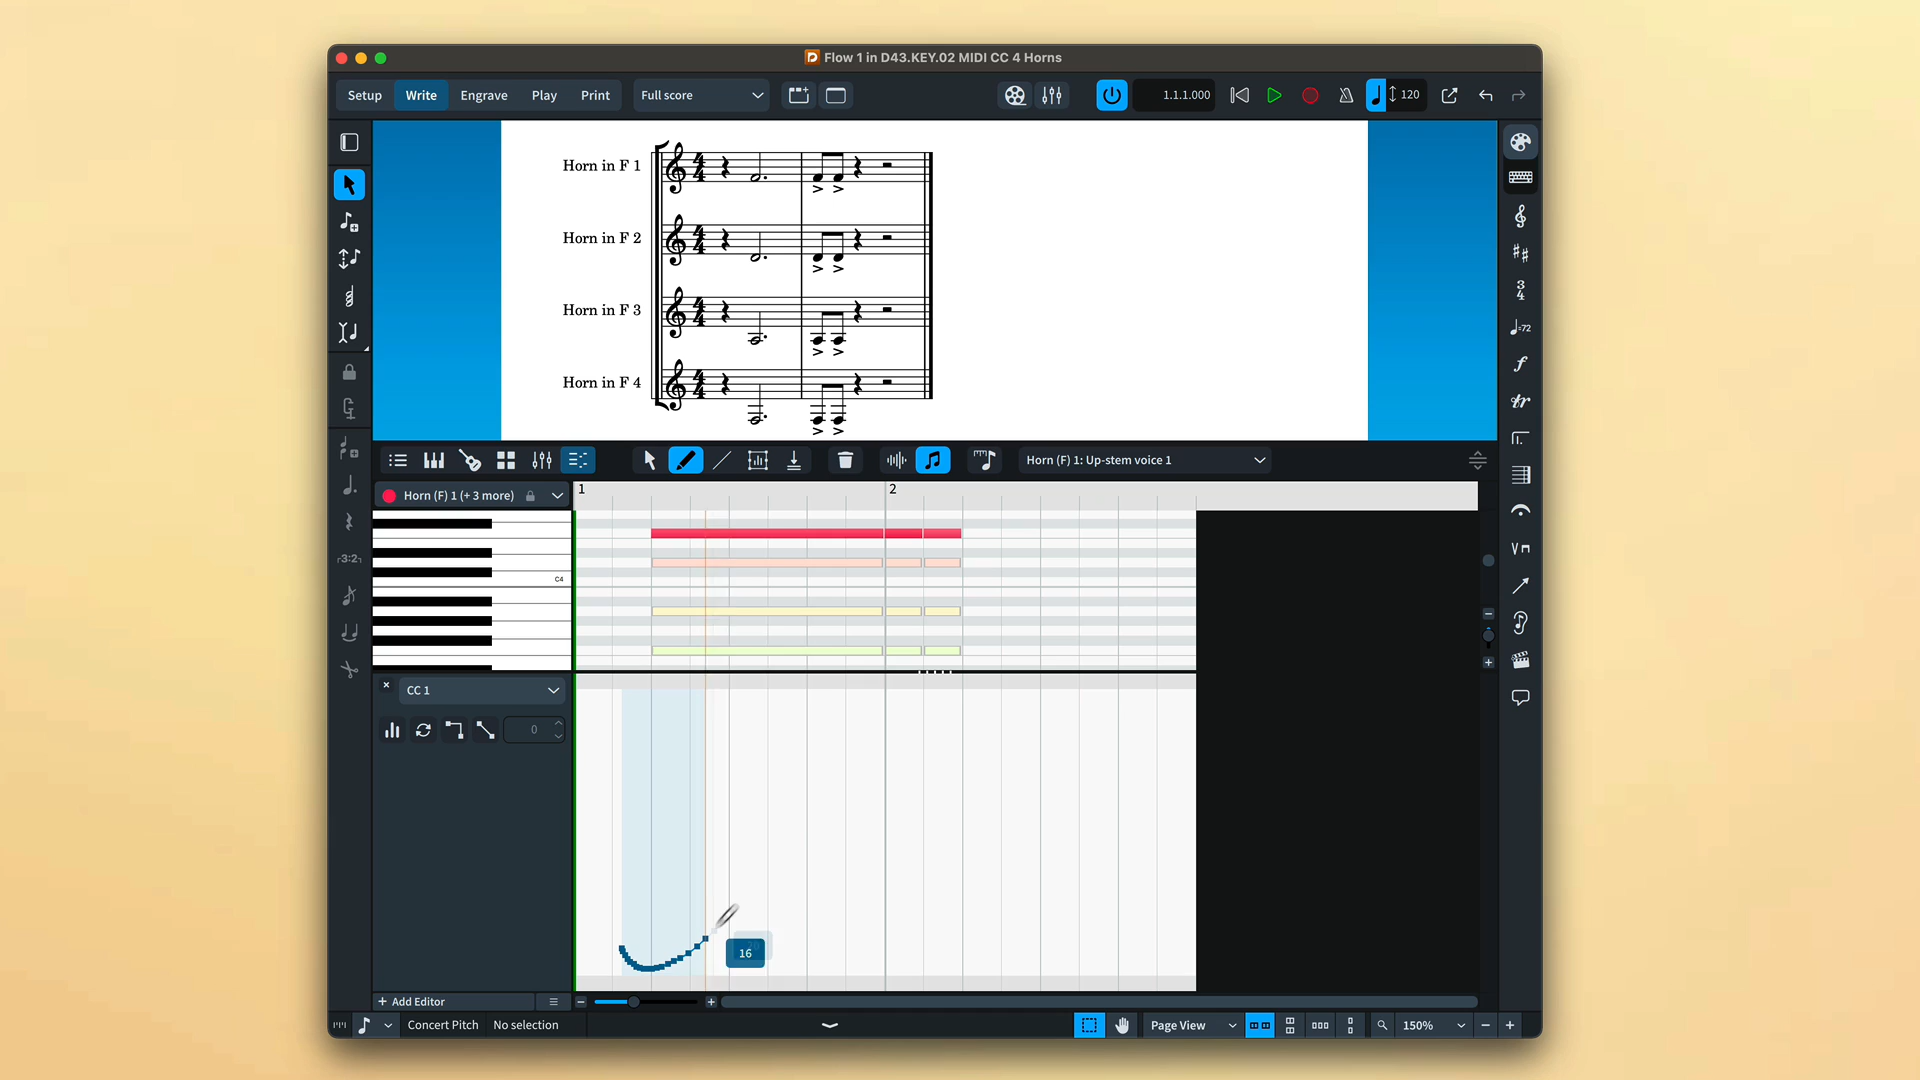 Flow 1 in D43.KEY.02 MIDI CC 4 Horns
Setup Write Engrave Play Print Full score 1.1.1.000 120
Horn in F 1
Horn in F 2
Horn in F 3
Horn in F 4
=72
Horn (F) 1: Up-stem voice 1
Horn (F) 1 (+ 3 more) 1 2
3:2
C4
CC 1
0
16
Add Editor
Concert Pitch No selection Page View 150%